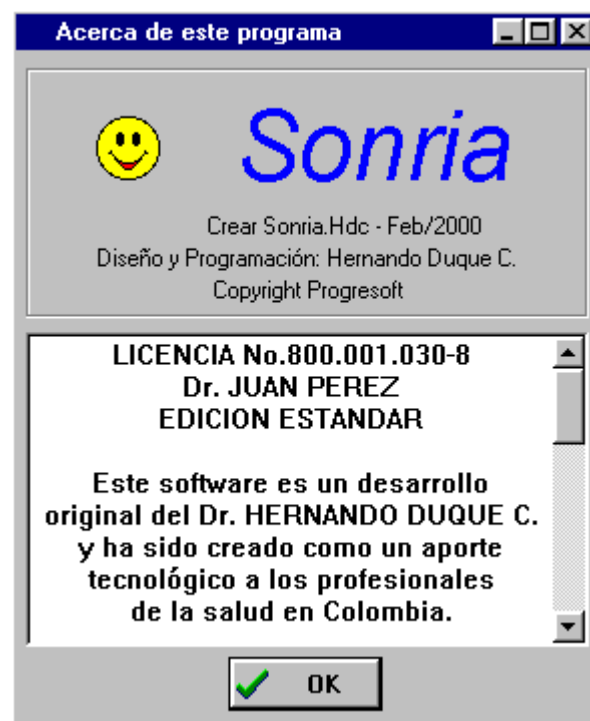 Acerca de este programa
Sonria
Crear Sonria.Hdc - Feb/2000
Diseño y Programación: Hernando Duque C.
Copyright Progresoft
LICENCIA No.800.001.030-8
Dr. JUAN PEREZ
EDICION ESTANDAR
Este software es un desarrollo
original del Dr. HERNANDO DUQUE C.
y ha sido creado como un aporte
tecnológico a los profesionales
de la salud en Colombia.
OK